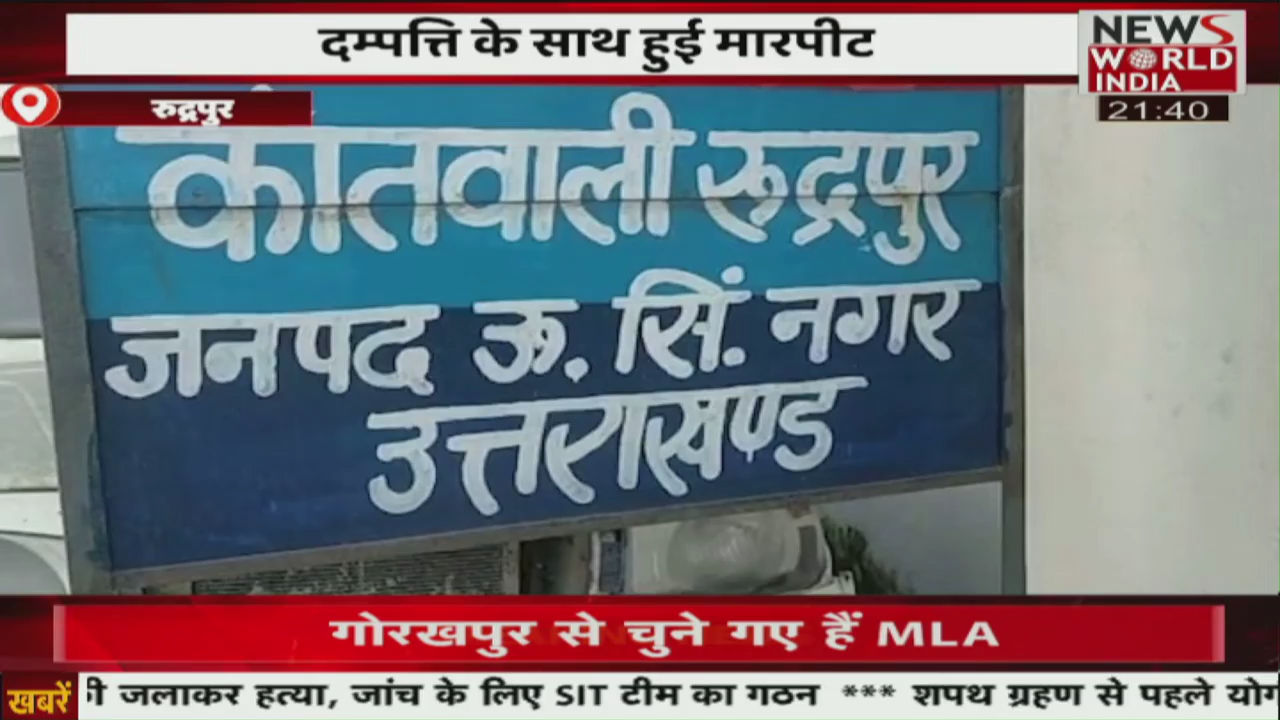 दम्पत्ति के साथ हुई मारपीट
NEWS
WORLD
INDIA
21:40
रुद्रपुर
कोतवाली रुद्रपुर
जनपद ऊ. सिं. नगर
उत्तराखण्ड
गोरखपुर से चुने गए हैं MLA
खबरें
जलाकर हत्या, जांच के लिए SIT टीम का गठन *** शपथ ग्रहण से पहले